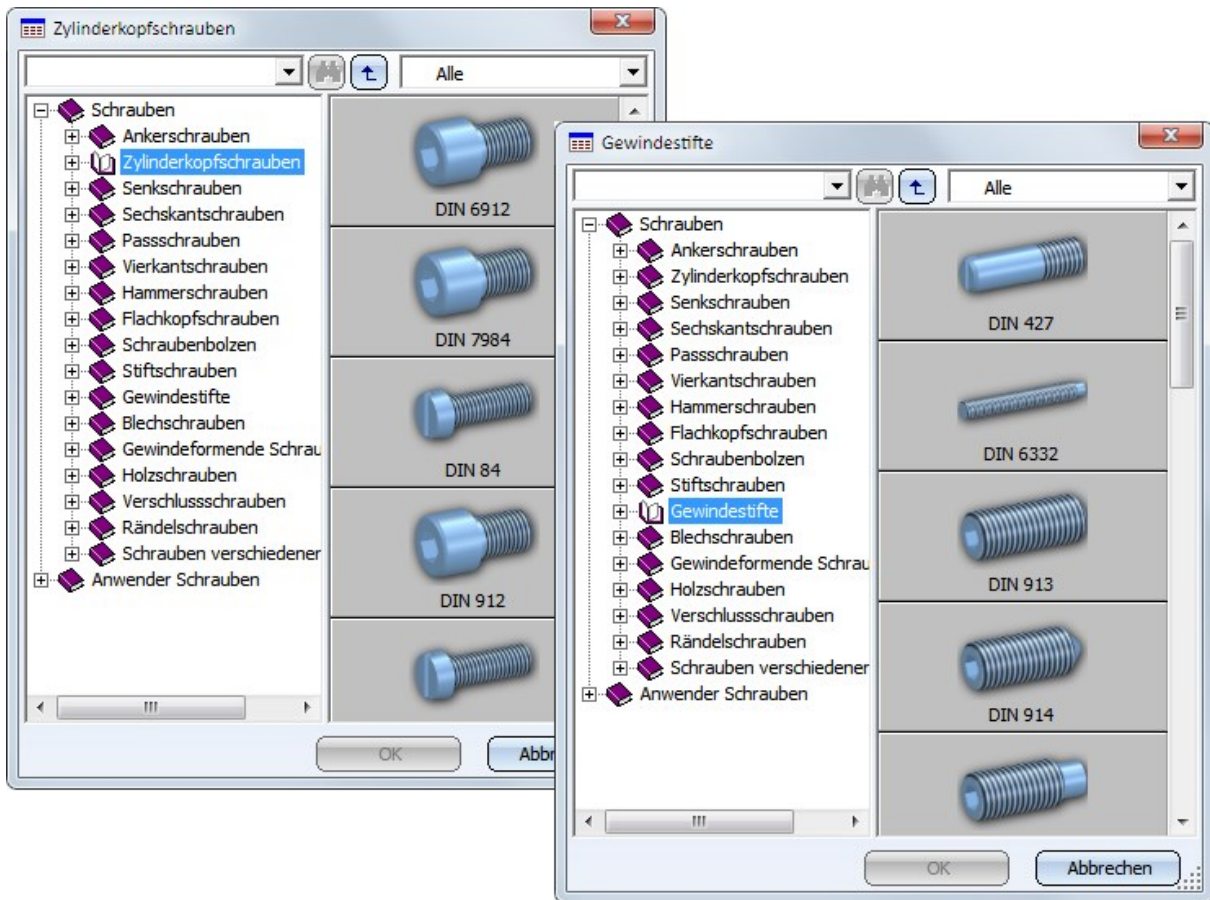 Zylinderkopfschrauben
Alle
Schrauben
Ankerschrauben
Zylinderkopfschrauben
Senkschrauben
Sechskantschrauben
Passschrauben
Vierkantschrauben
Hammerschrauben
Flachkopfschrauben
Schraubenbolzen
Stiftschrauben
Gewindestifte
Blechschrauben
Gewindeformende Schrau
Holzschrauben
Verschlussschrauben
Rändelschrauben
Schrauben verschiedener
Anwender Schrauben
DIN 6912
DIN 7984
DIN 84
DIN 912
OK
Abbr
Gewindestifte
Alle
Schrauben
Ankerschrauben
Zylinderkopfschrauben
Senkschrauben
Sechskantschrauben
Passschrauben
Vierkantschrauben
Hammerschrauben
Flachkopfschrauben
Schraubenbolzen
Stiftschrauben
Gewindestifte
Blechschrauben
Gewindeformende Schrau
Holzschrauben
Verschlussschrauben
Rändelschrauben
Schrauben verschiedener
Anwender Schrauben
DIN 427
DIN 6332
DIN 913
DIN 914
OK
Abbrechen